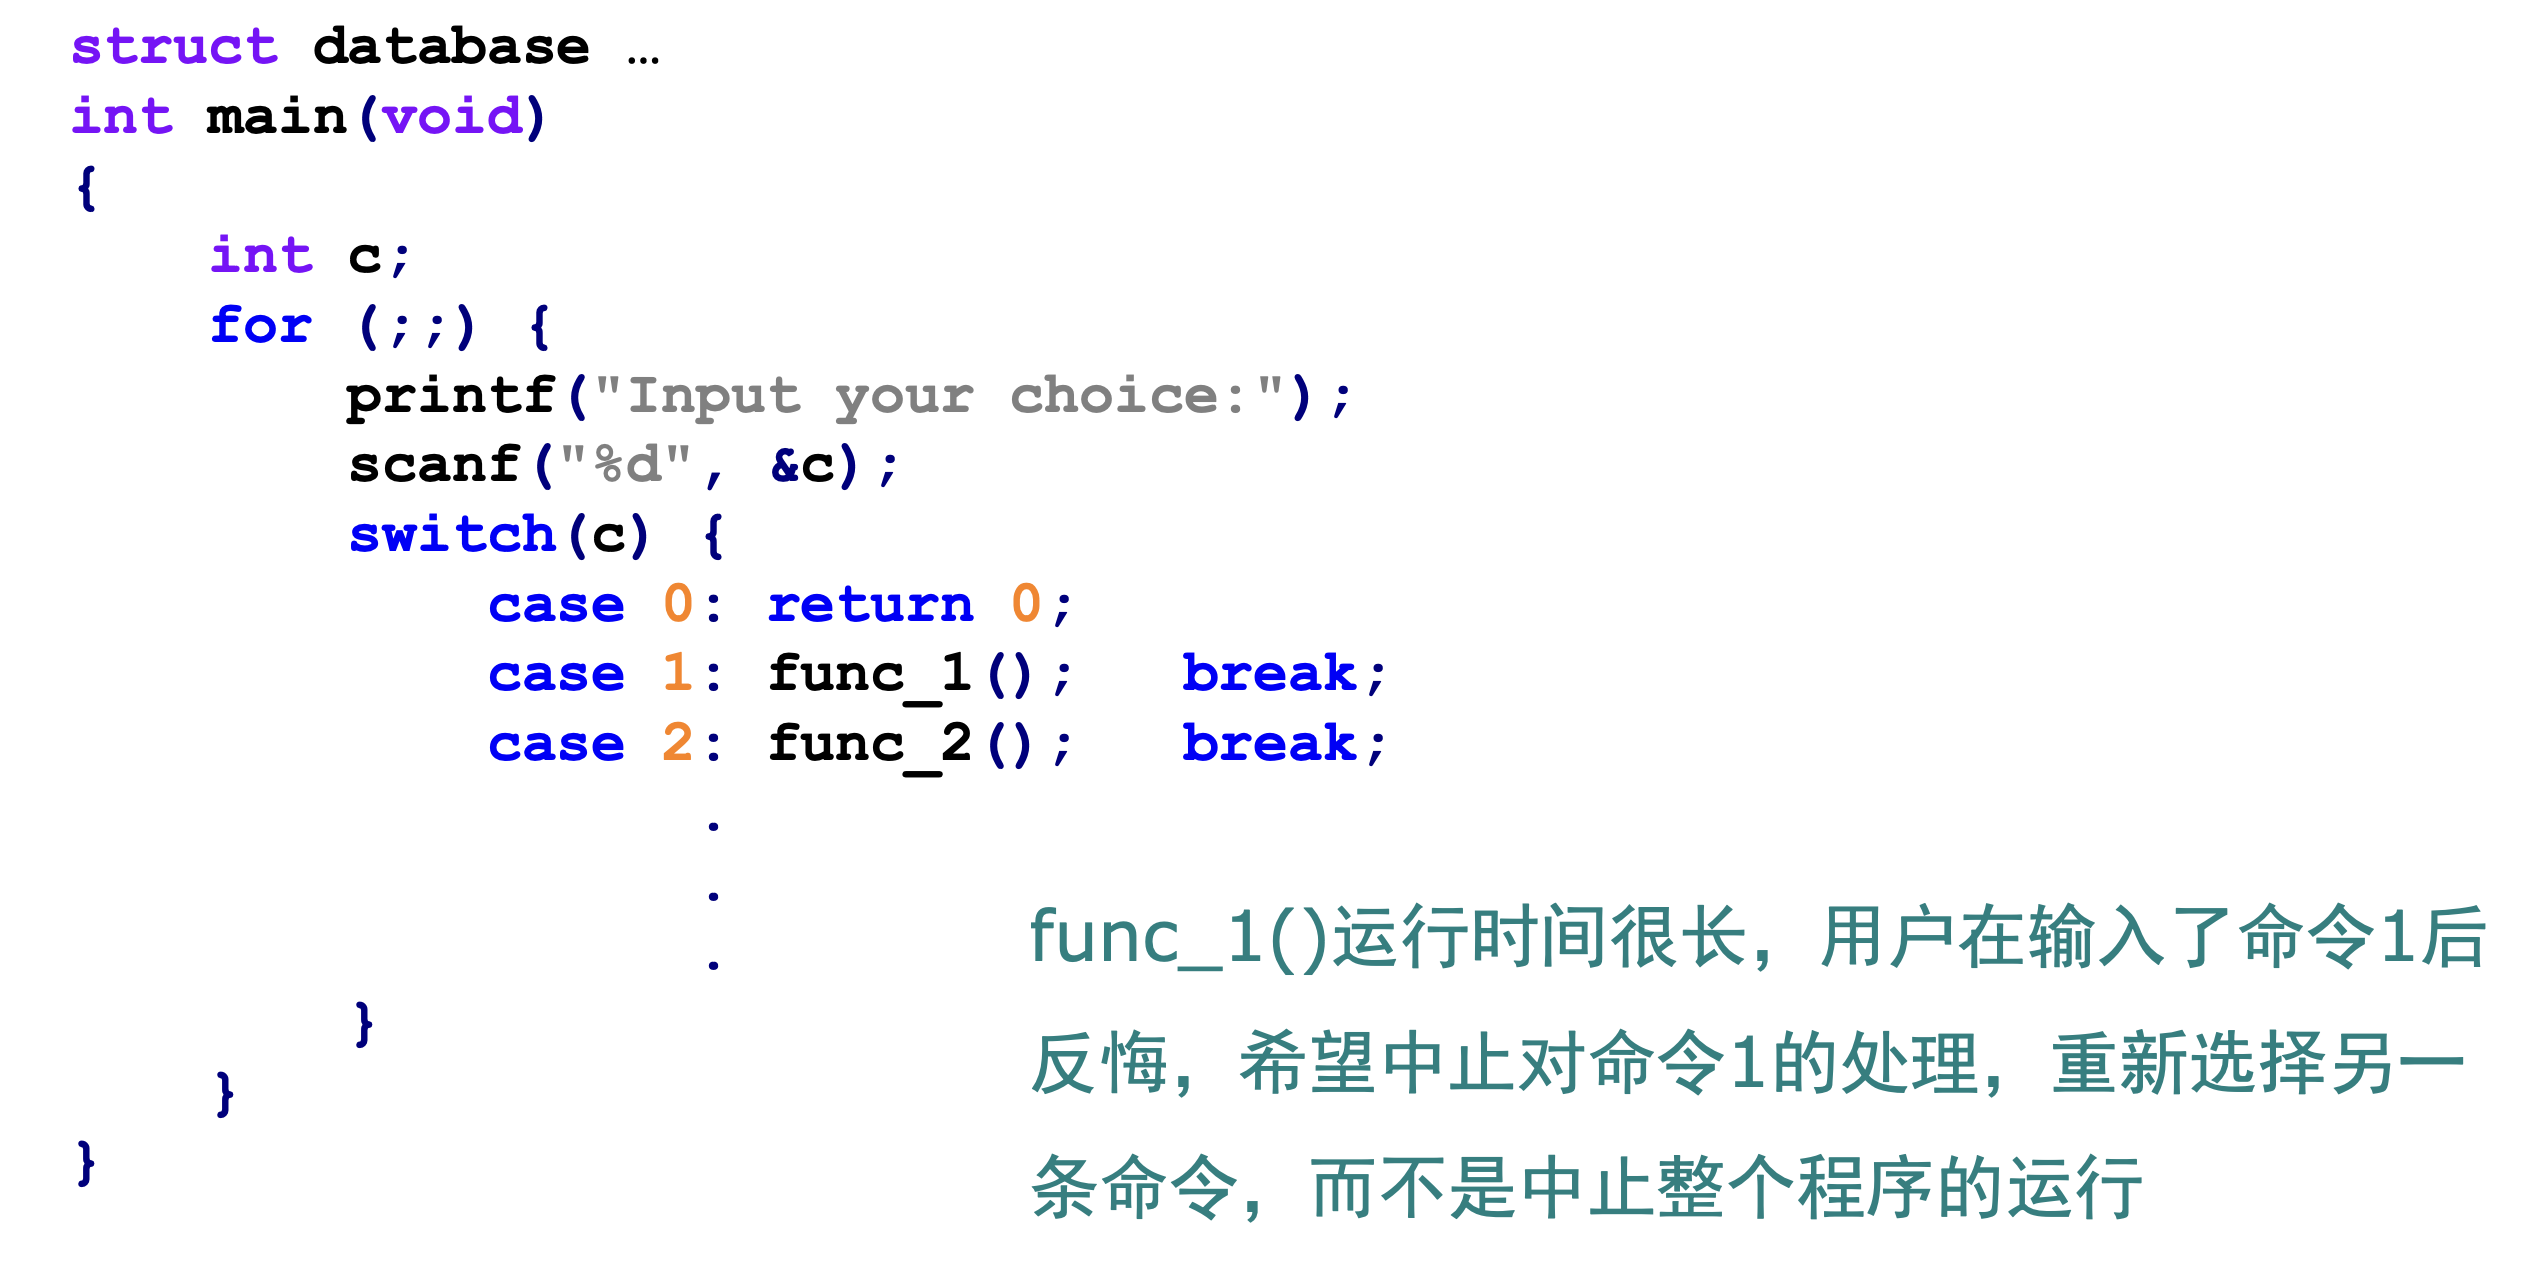 struct database …
int main(void)
{
    int c;
    for (;;) {
        printf("Input your choice:");
        scanf("%d", &c);
        switch(c) {
            case 0: return 0;
            case 1: func_1();   break;
            case 2: func_2();   break;
                  .
                  .
                  .
        }
    }
}
func_1()运行时间很长，用户在输入了命令1后
反悔，希望中止对命令1的处理，重新选择另一
条命令，而不是中止整个程序的运行